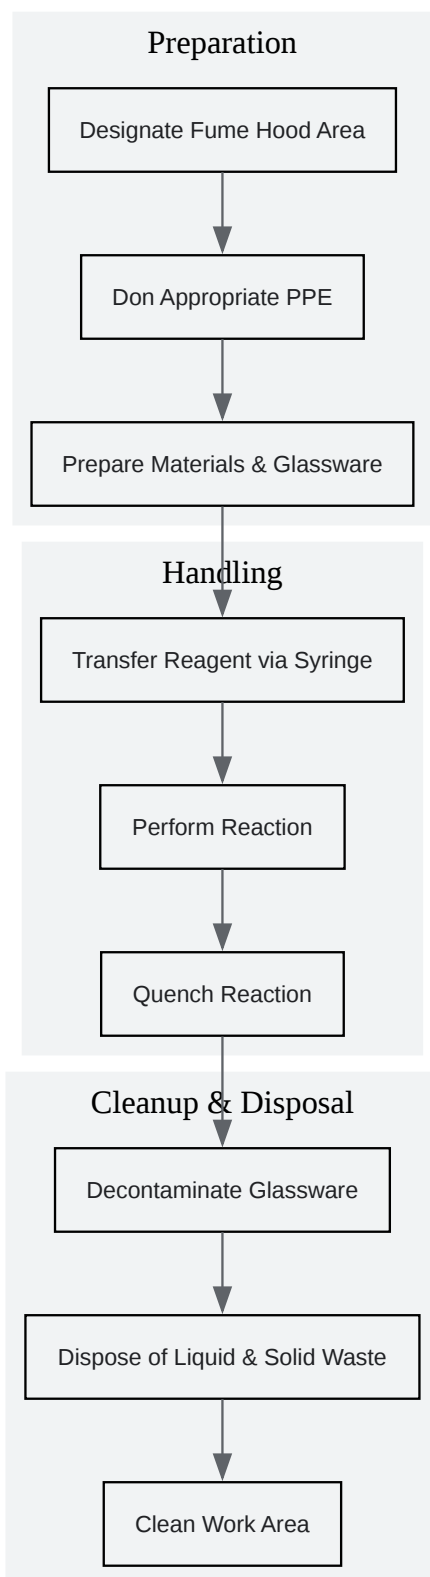 Preparation
Designate Fume Hood Area
Don Appropriate PPE
Prepare Materials & Glassware
Handling
Transfer Reagent via Syringe
Perform Reaction
Quench Reaction
Cleanup & Disposal
Decontaminate Glassware
Dispose of Liquid & Solid Waste
Clean Work Area